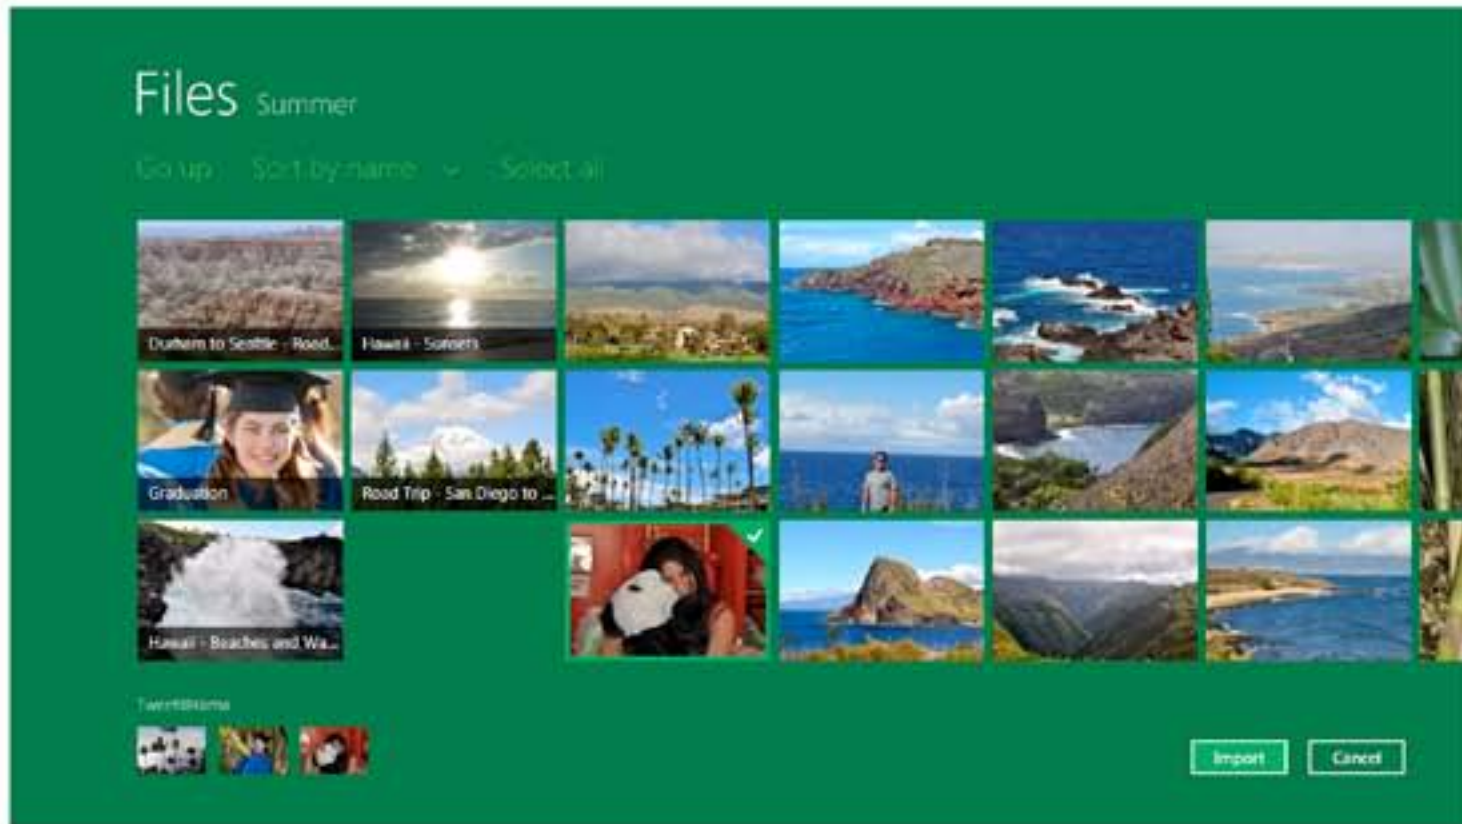 Files Summer
Go up Sort by name Select all
Durham to Seattle - Road...
Hawaii - Sunsets
Graduation
Road Trip - San Diego to ...
Hawaii - Beaches and Wa...
Import Cancel